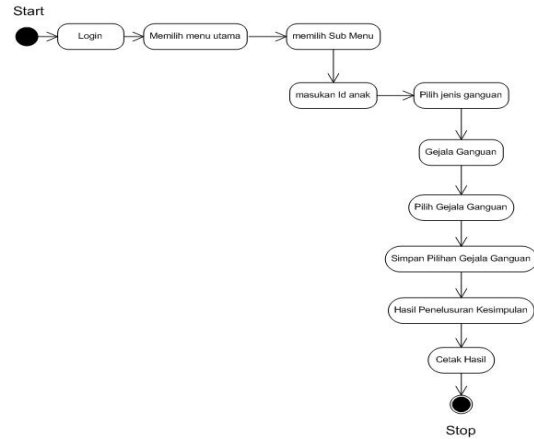 Start
Login
Memilih menu utama
memilih Sub Menu
masukan Id anak
Pilih jenis ganguan
Gejala Ganguan
Pilih Gejala Ganguan
Simpan Pilihan Gejala Ganguan
Hasil Penelusuran Kesimpulan
Cetak Hasil
Stop